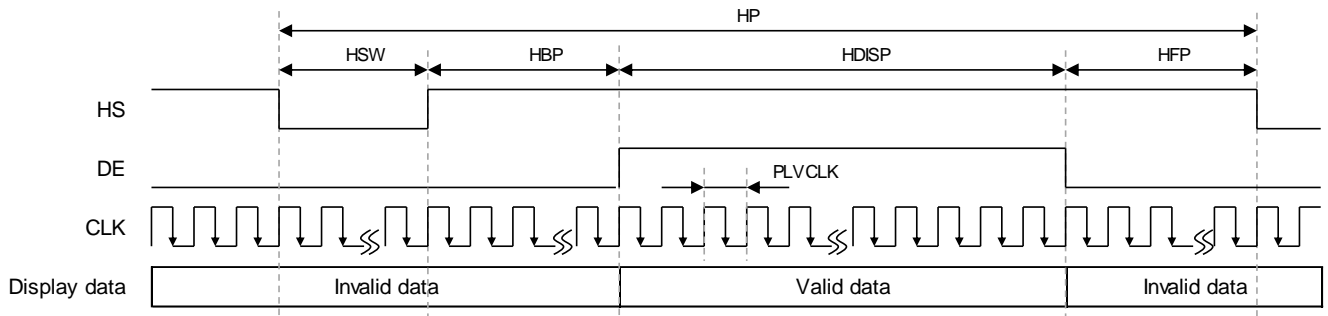 HP
HSW HBP HDISP HFP
HS
DE
PLVCLK
CLK
Display data Invalid data Valid data Invalid data